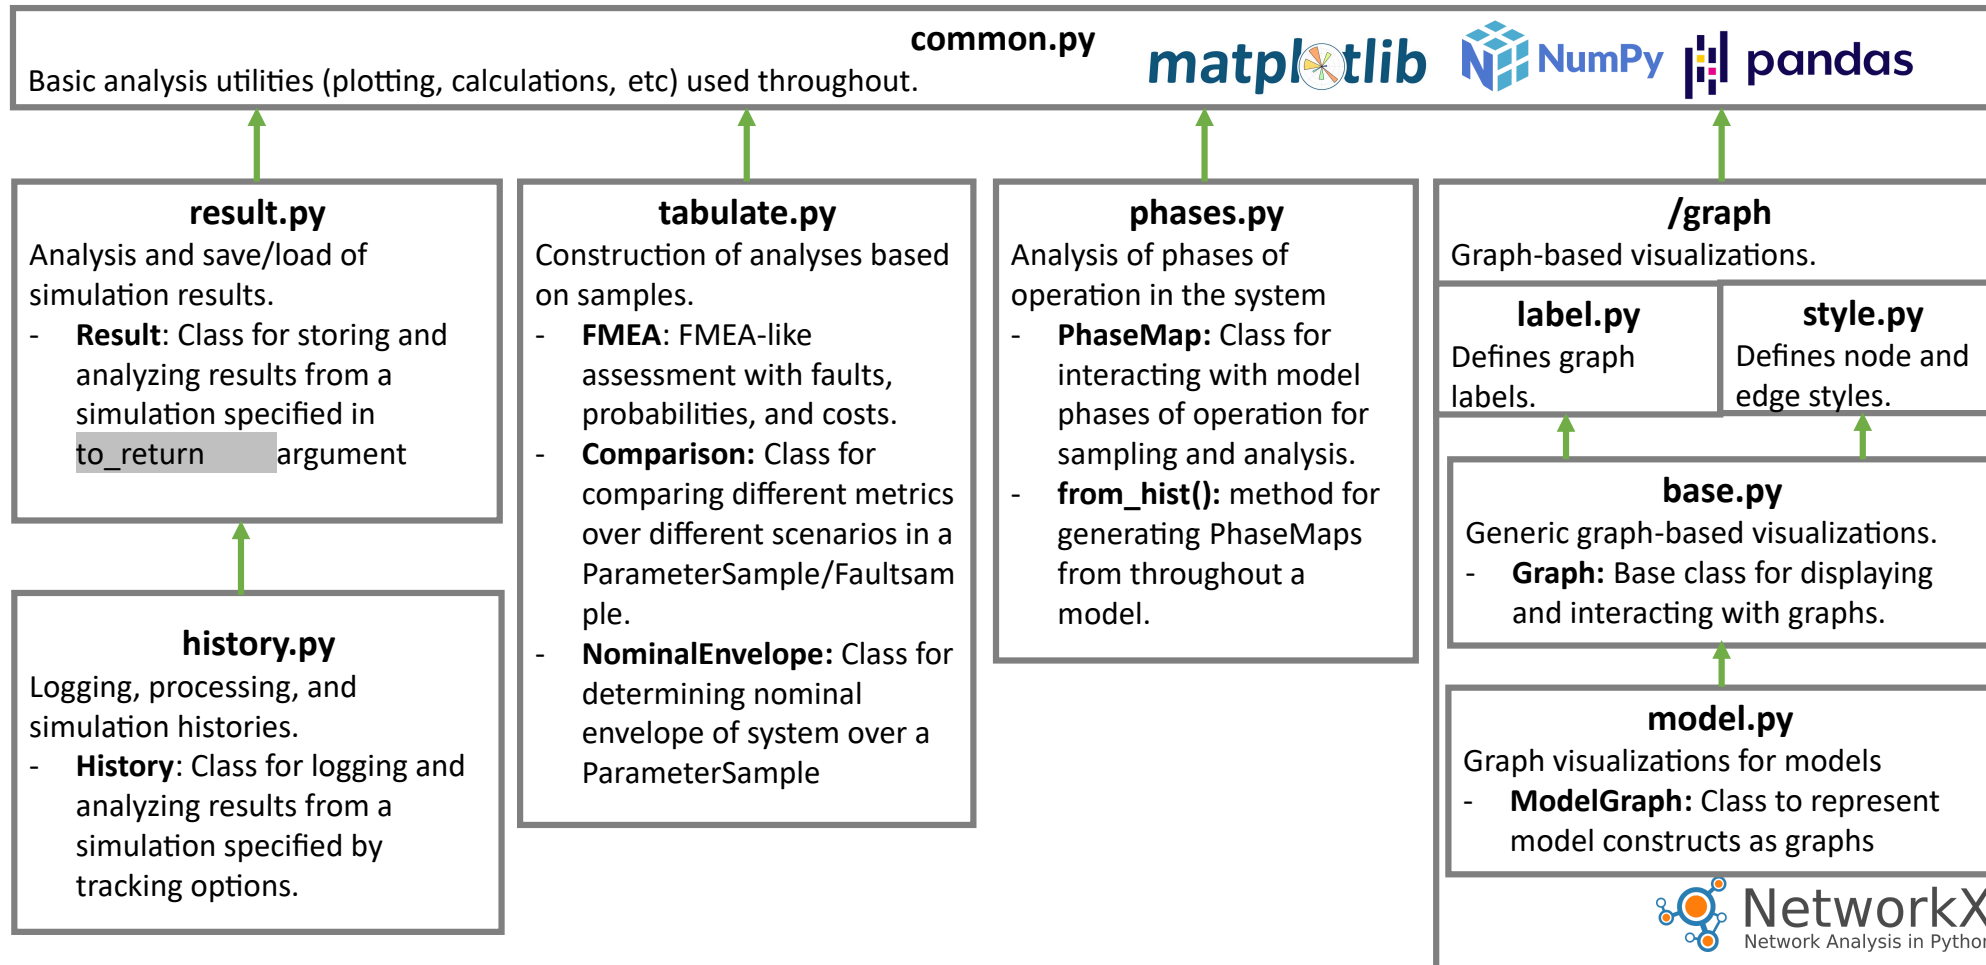 common.py
Basic analysis utilities (plotting, calculations, etc) used throughout.
matplotlib
NumPy
pandas
result.py
Analysis and save/load of
simulation results.
- Result: Class for storing and
analyzing results from a
simulation specified in
to_return argument
history.py
Logging, processing, and
simulation histories.
- History: Class for logging and
analyzing results from a
simulation specified by
tracking options.
tabulate.py
Construction of analyses based
on samples.
- FMEA: FMEA-like
assessment with faults,
probabilities, and costs.
- Comparison: Class for
comparing different metrics
over different scenarios in a
ParameterSample/Faultsam
ple.
- NominalEnvelope: Class for
determining nominal
envelope of system over a
ParameterSample
phases.py
Analysis of phases of
operation in the system
- PhaseMap: Class for
interacting with model
phases of operation for
sampling and analysis.
- from_hist(): method for
generating PhaseMaps
from throughout a
model.
/graph
Graph-based visualizations.
label.py
Defines graph
labels.
style.py
Defines node and
edge styles.
base.py
Generic graph-based visualizations.
- Graph: Base class for displaying
and interacting with graphs.
model.py
Graph visualizations for models
- ModelGraph: Class to represent
model constructs as graphs
NetworkX
Network Analysis in Python